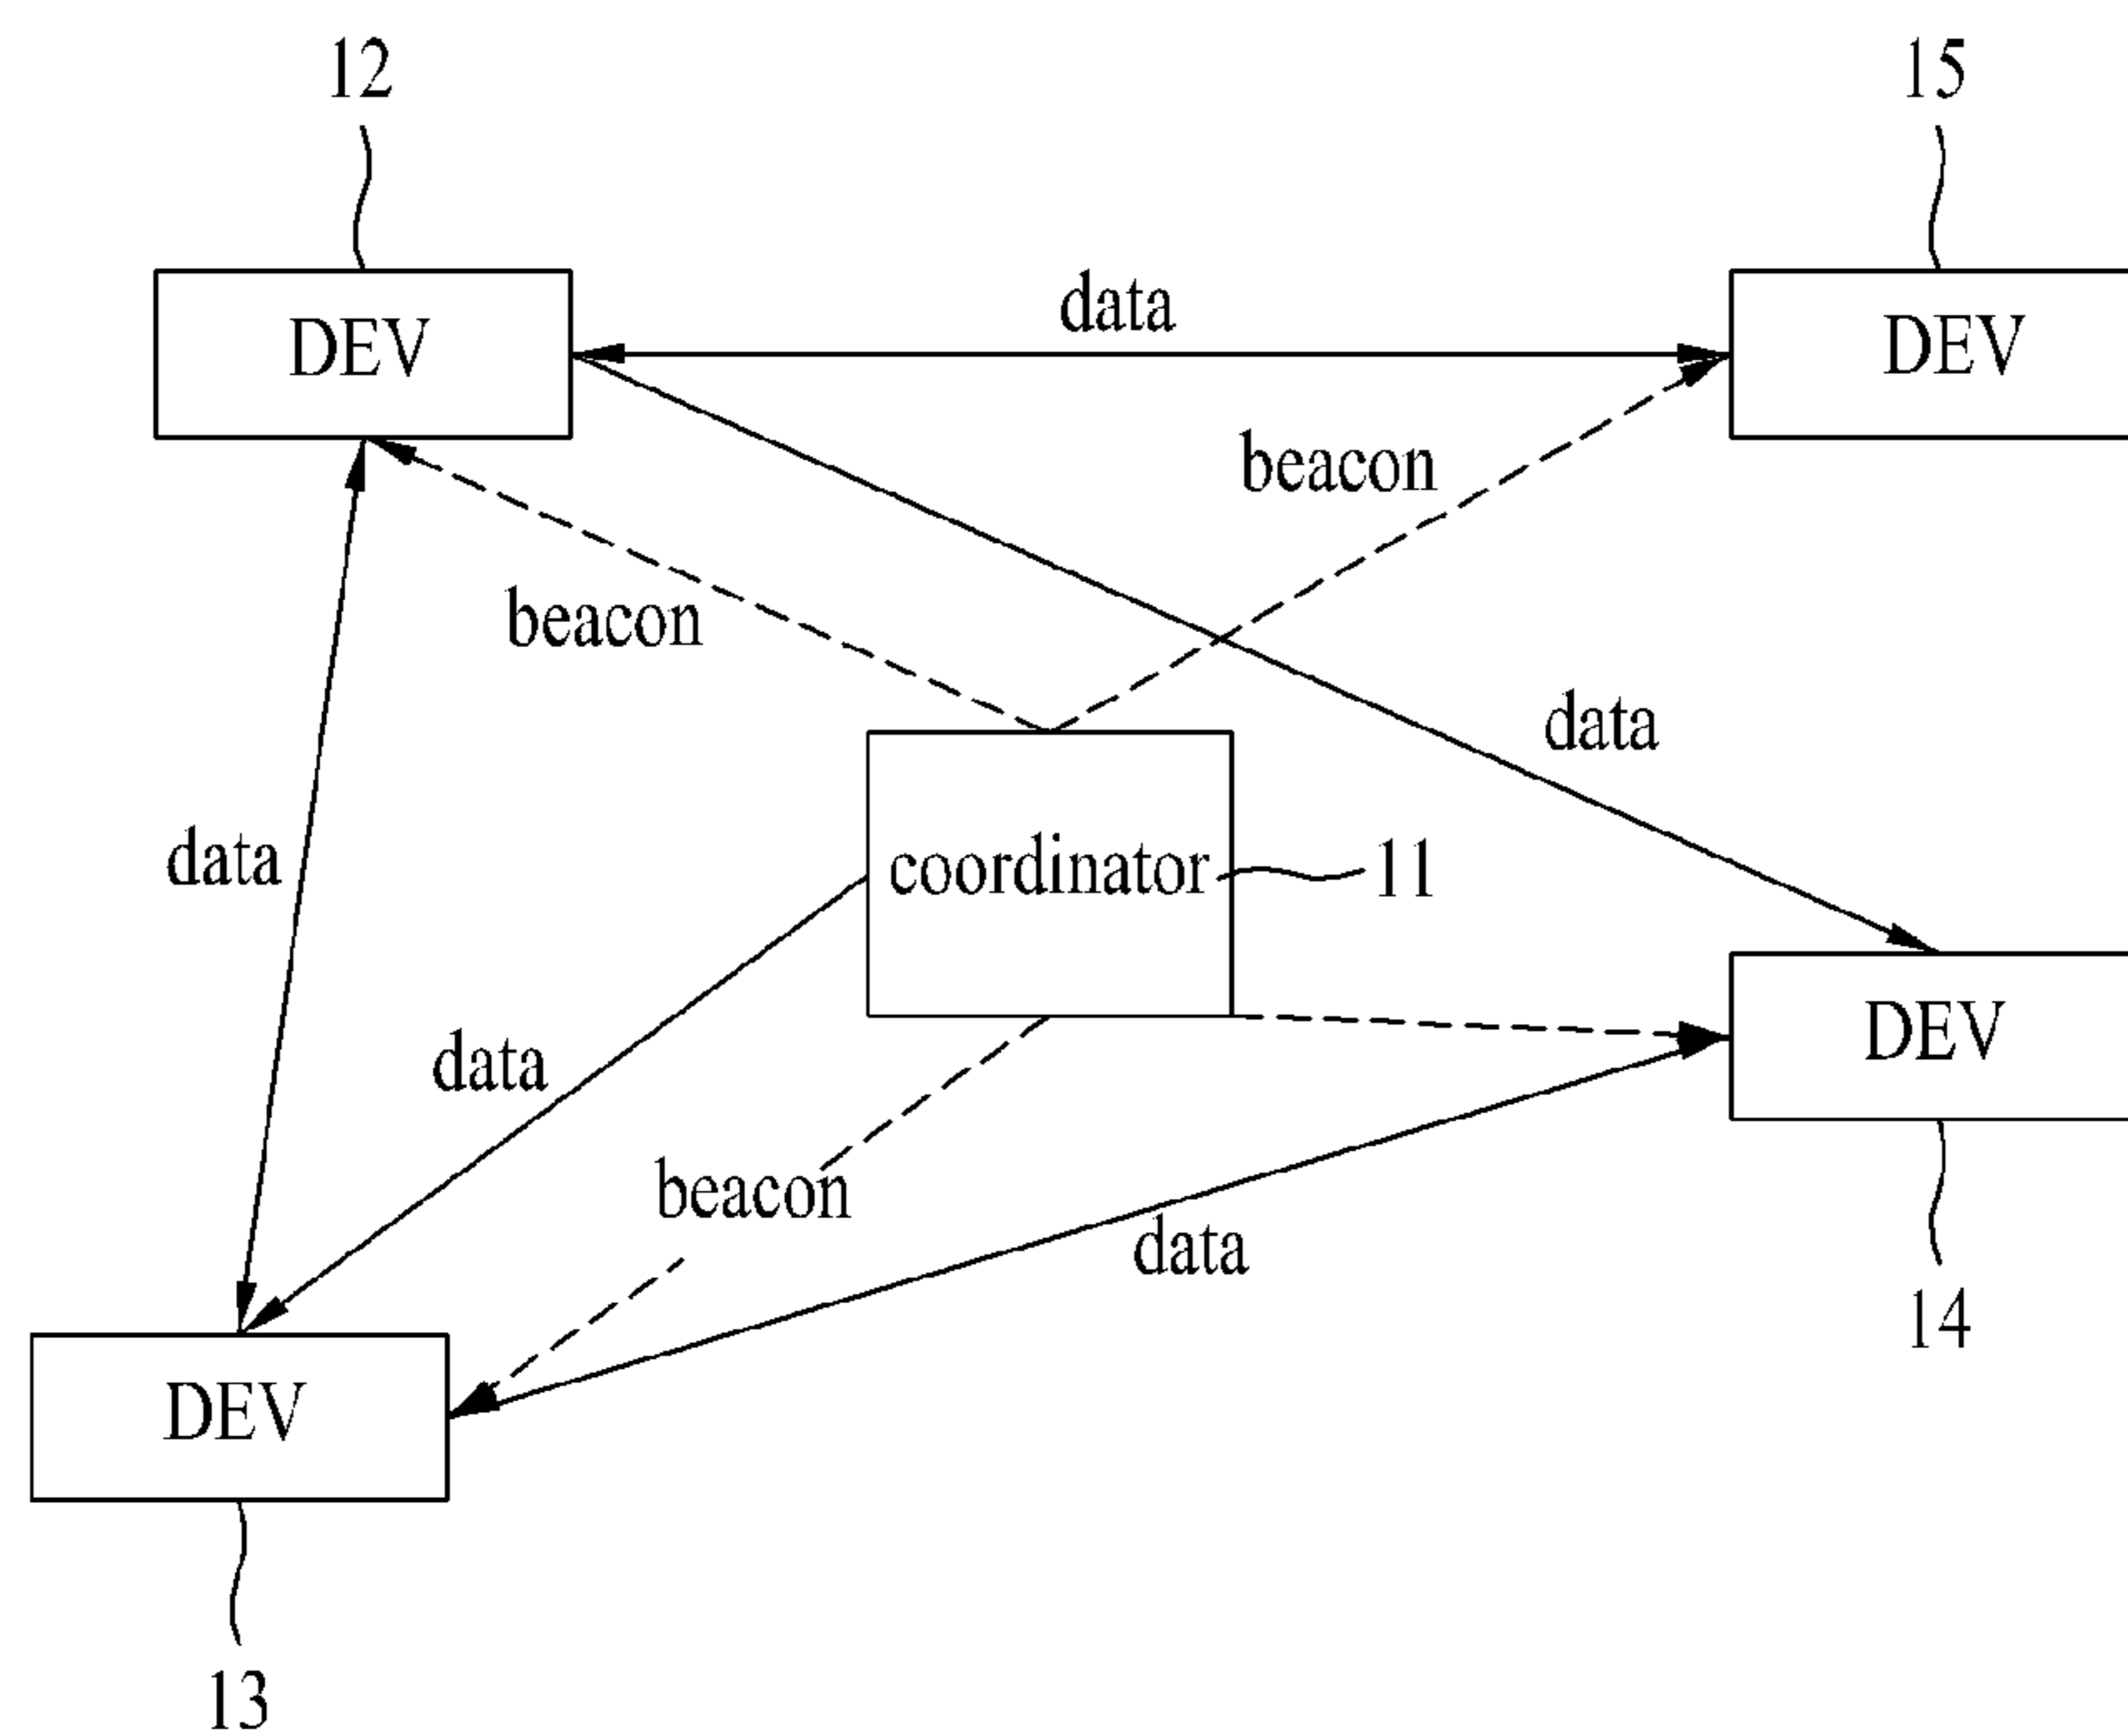 12
15
DEV
data
DEV
beacon
beacon
data
data
coordinator
11
data
DEV
beacon
data
14
DEV
13